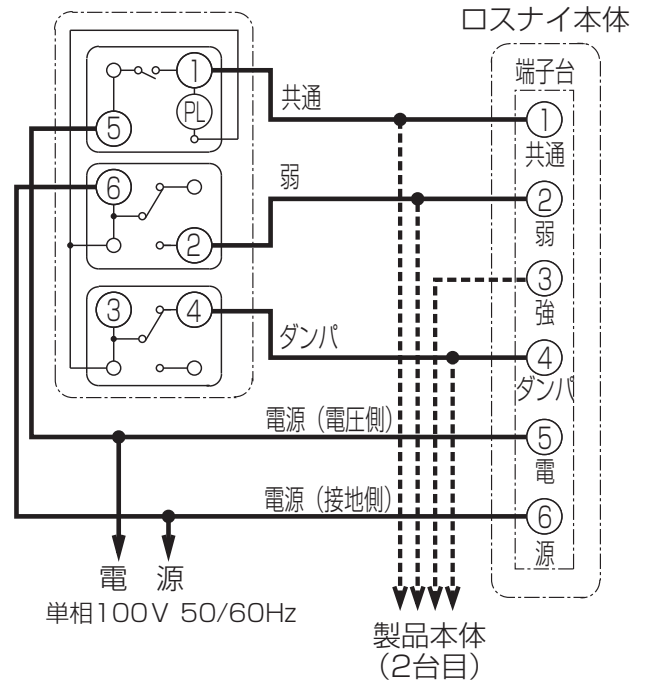 ロスナイ本体
端子台
① 共通
PL
⑤
共通
① 共通
⑥
弱
② 弱
②
③ 強
③ ④
ダンパ
④ ダンパ
電源（電圧側）
⑤ 電
電源（接地側）
⑥ 源
電 源
単相100V 50/60Hz
製品本体
（2台目）